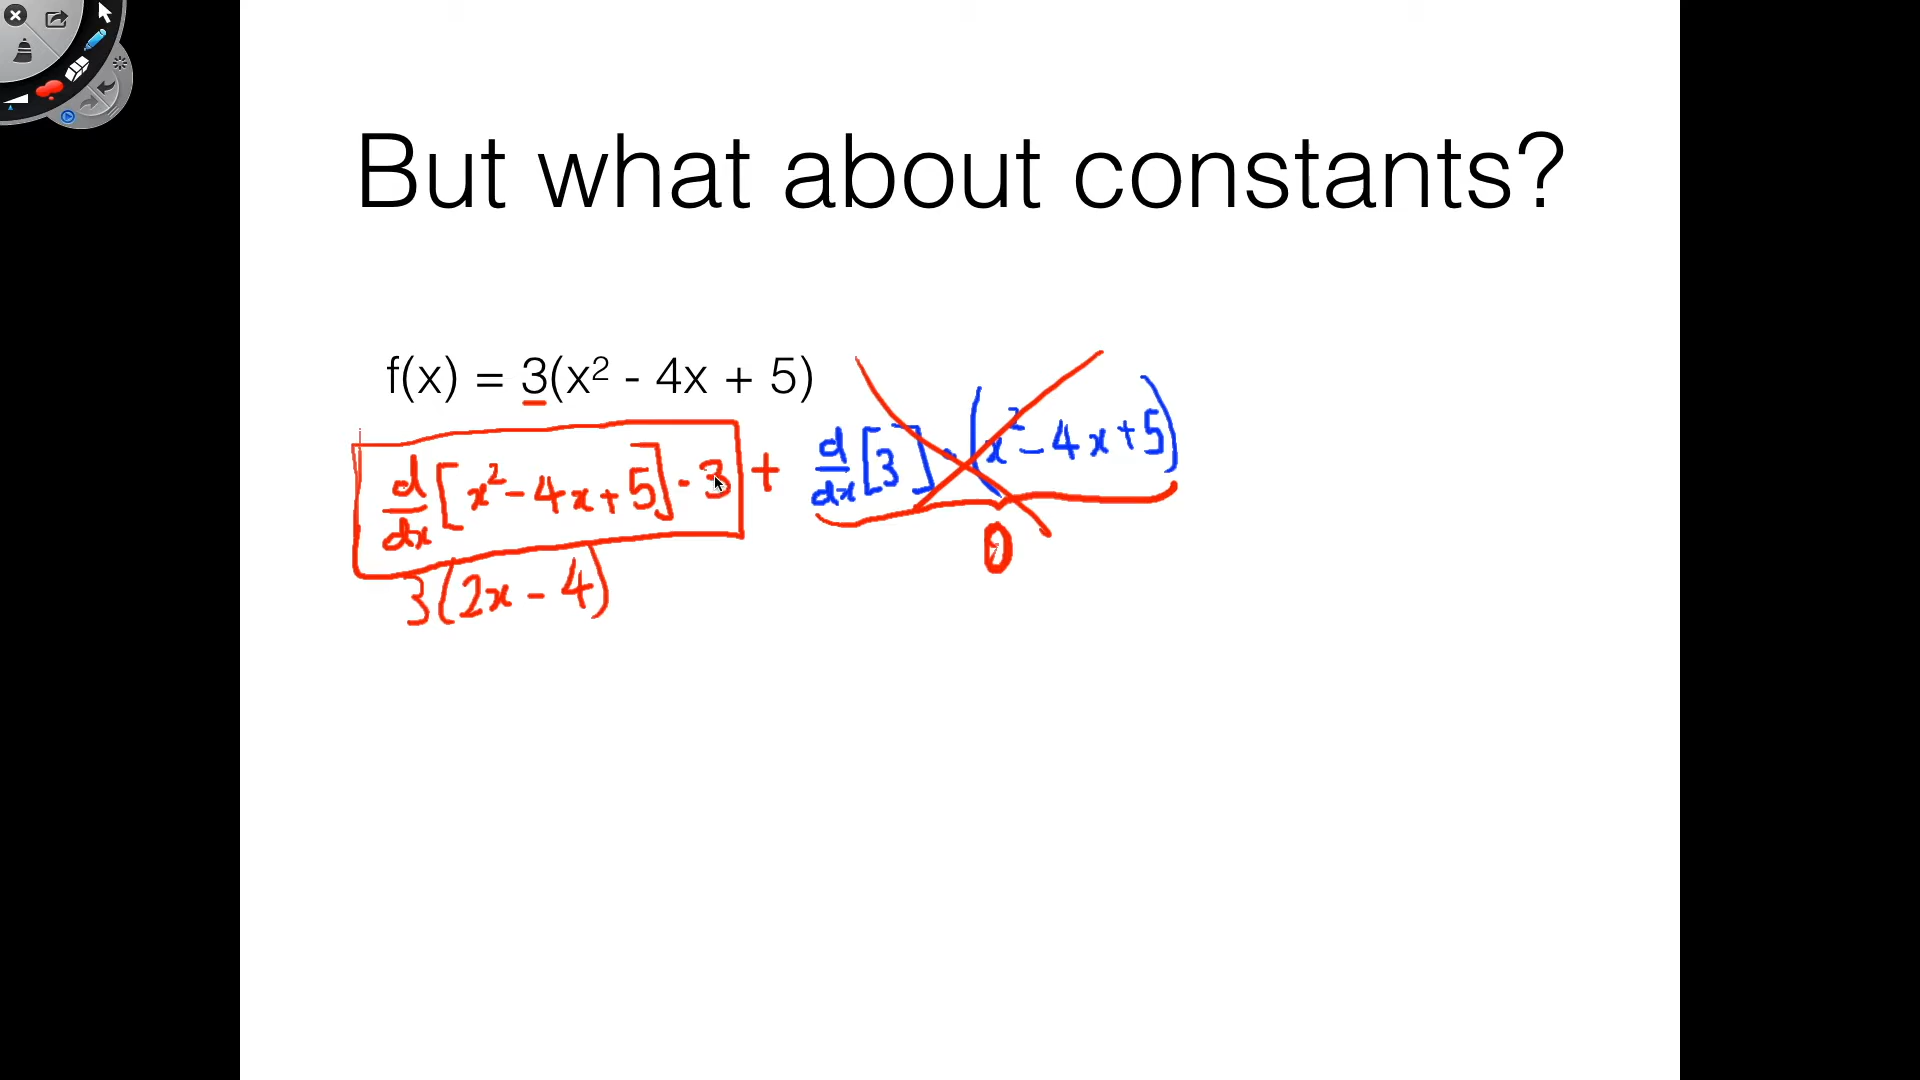 But what about constants?
f(x) = 3(x² - 4x + 5)
d/dx [x² - 4x + 5] · 3 + d/dx [3] · (x² - 4x + 5)
0
3(2x - 4)